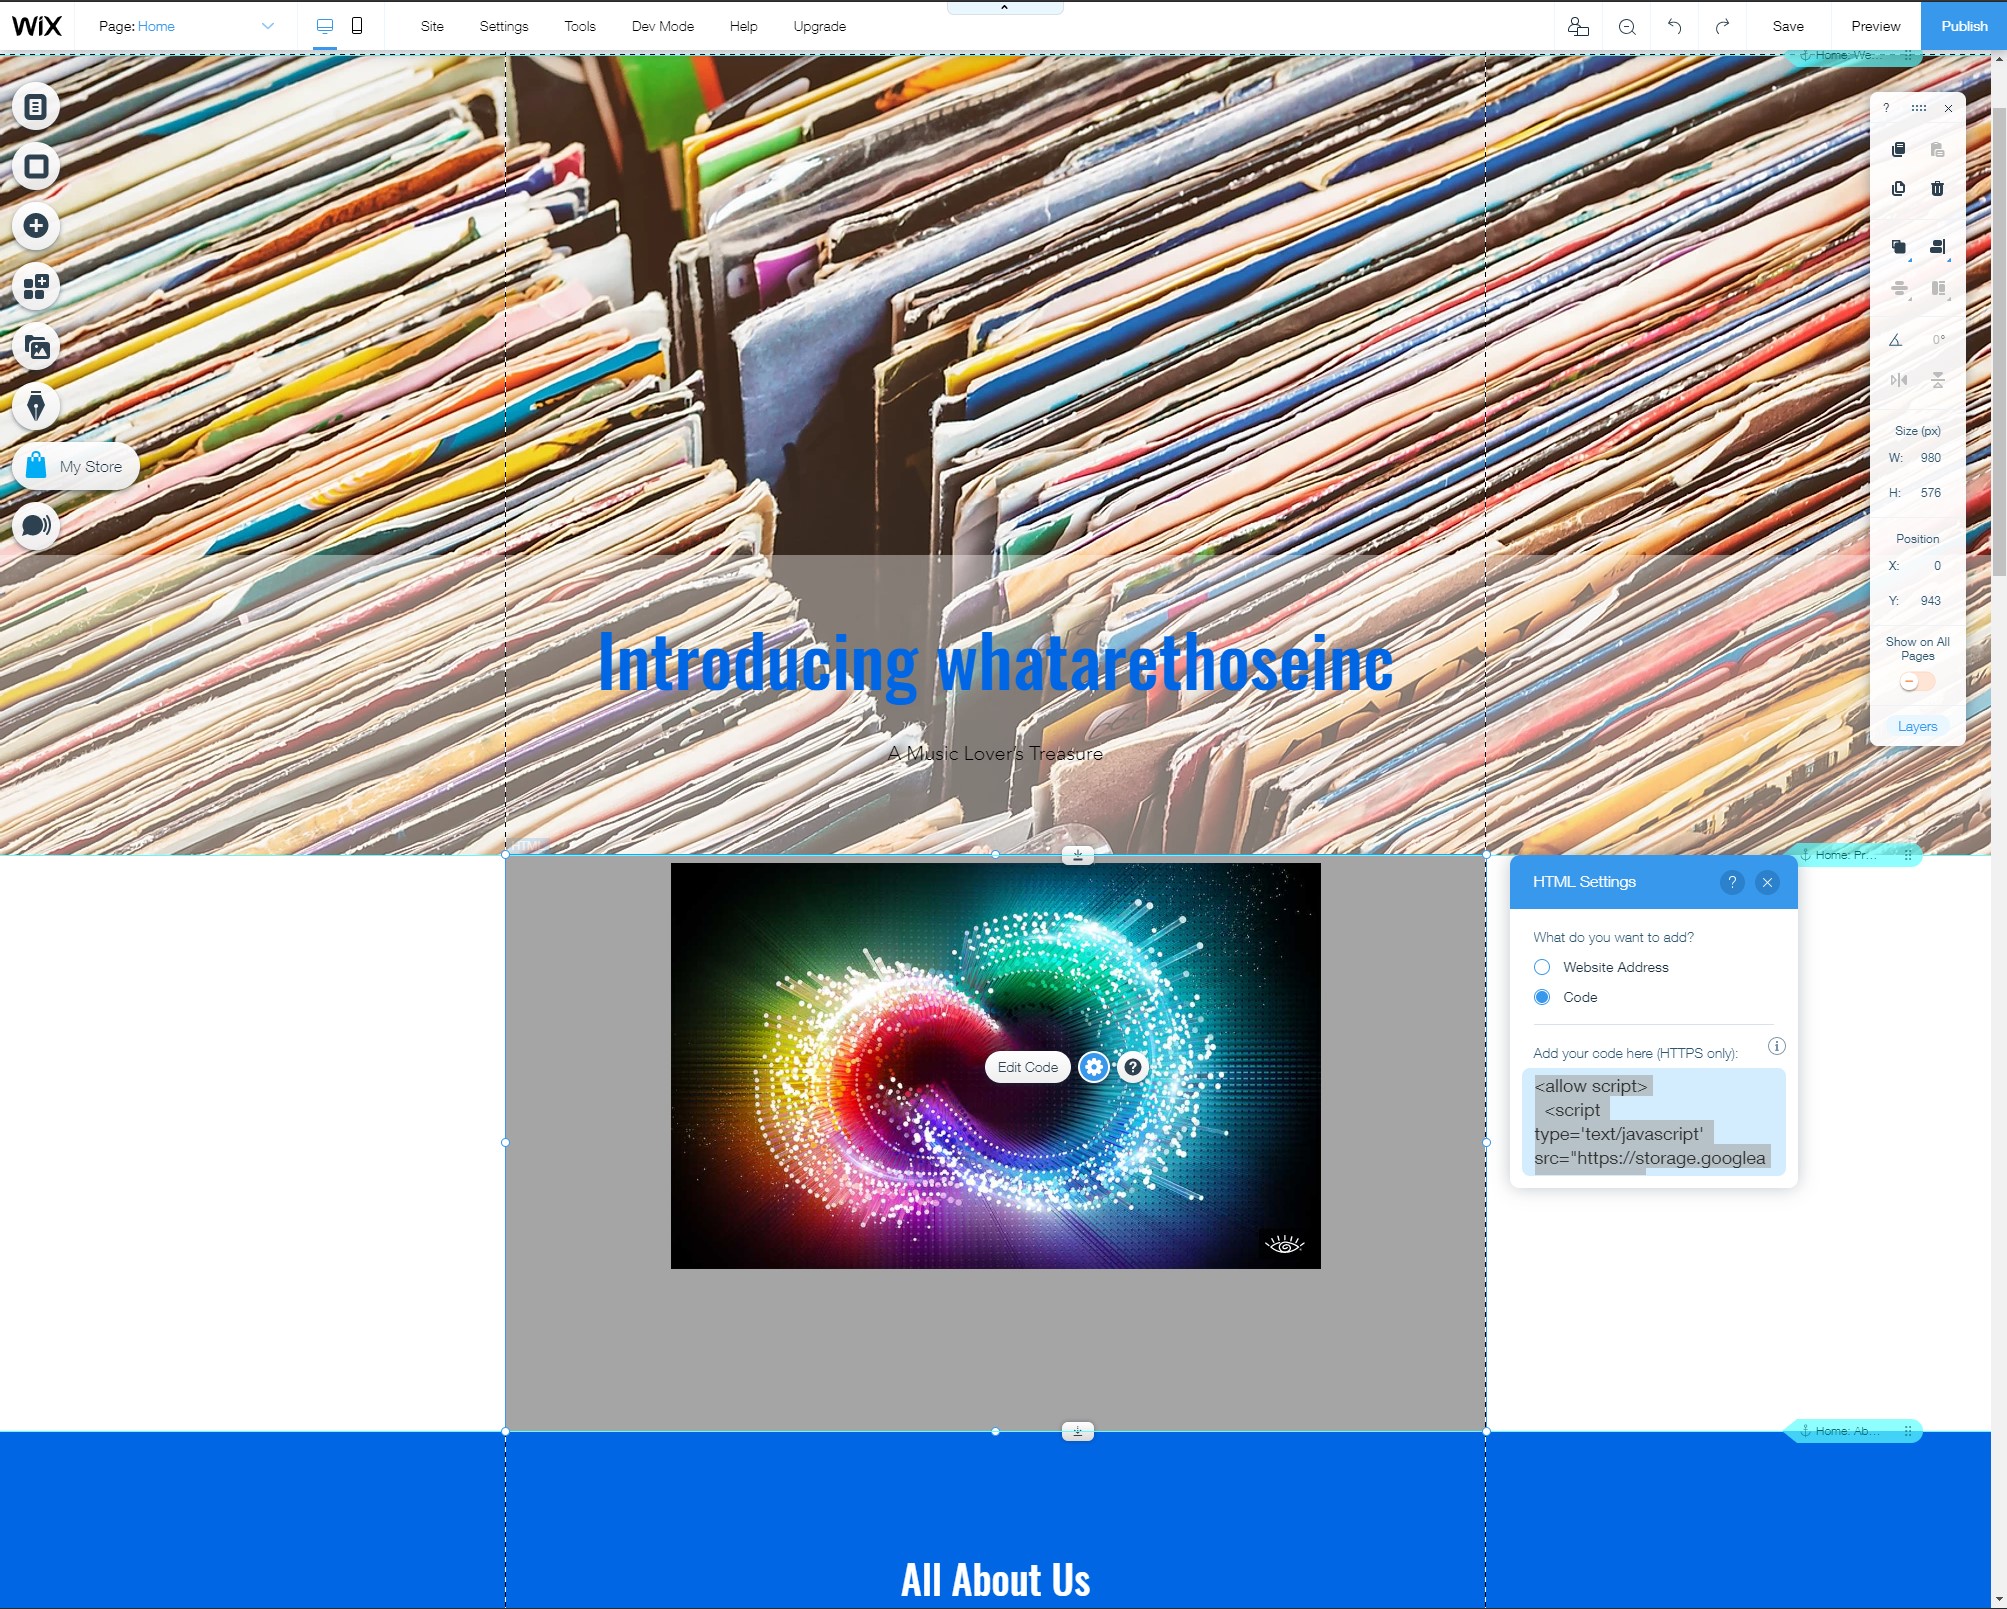 WiX
Page: Home
Site
Settings
Tools
Dev Mode
Help
Upgrade
Save
Preview
Publish
Home: We...
?
0°
Size (px)
W: 980
H: 576
Position
X: 0
Y: 943
Show on All
Pages
Layers
My Store
Introducing whatarethoseinc
A Music Lover's Treasure
HTML
Home: Pr...
HTML Settings
?
What do you want to add?
Website Address
Code
Add your code here (HTTPS only):
i
<allow script>
<script
type='text/javascript'
src="https://storage.googlea
Edit Code
?
Home: Ab...
All About Us